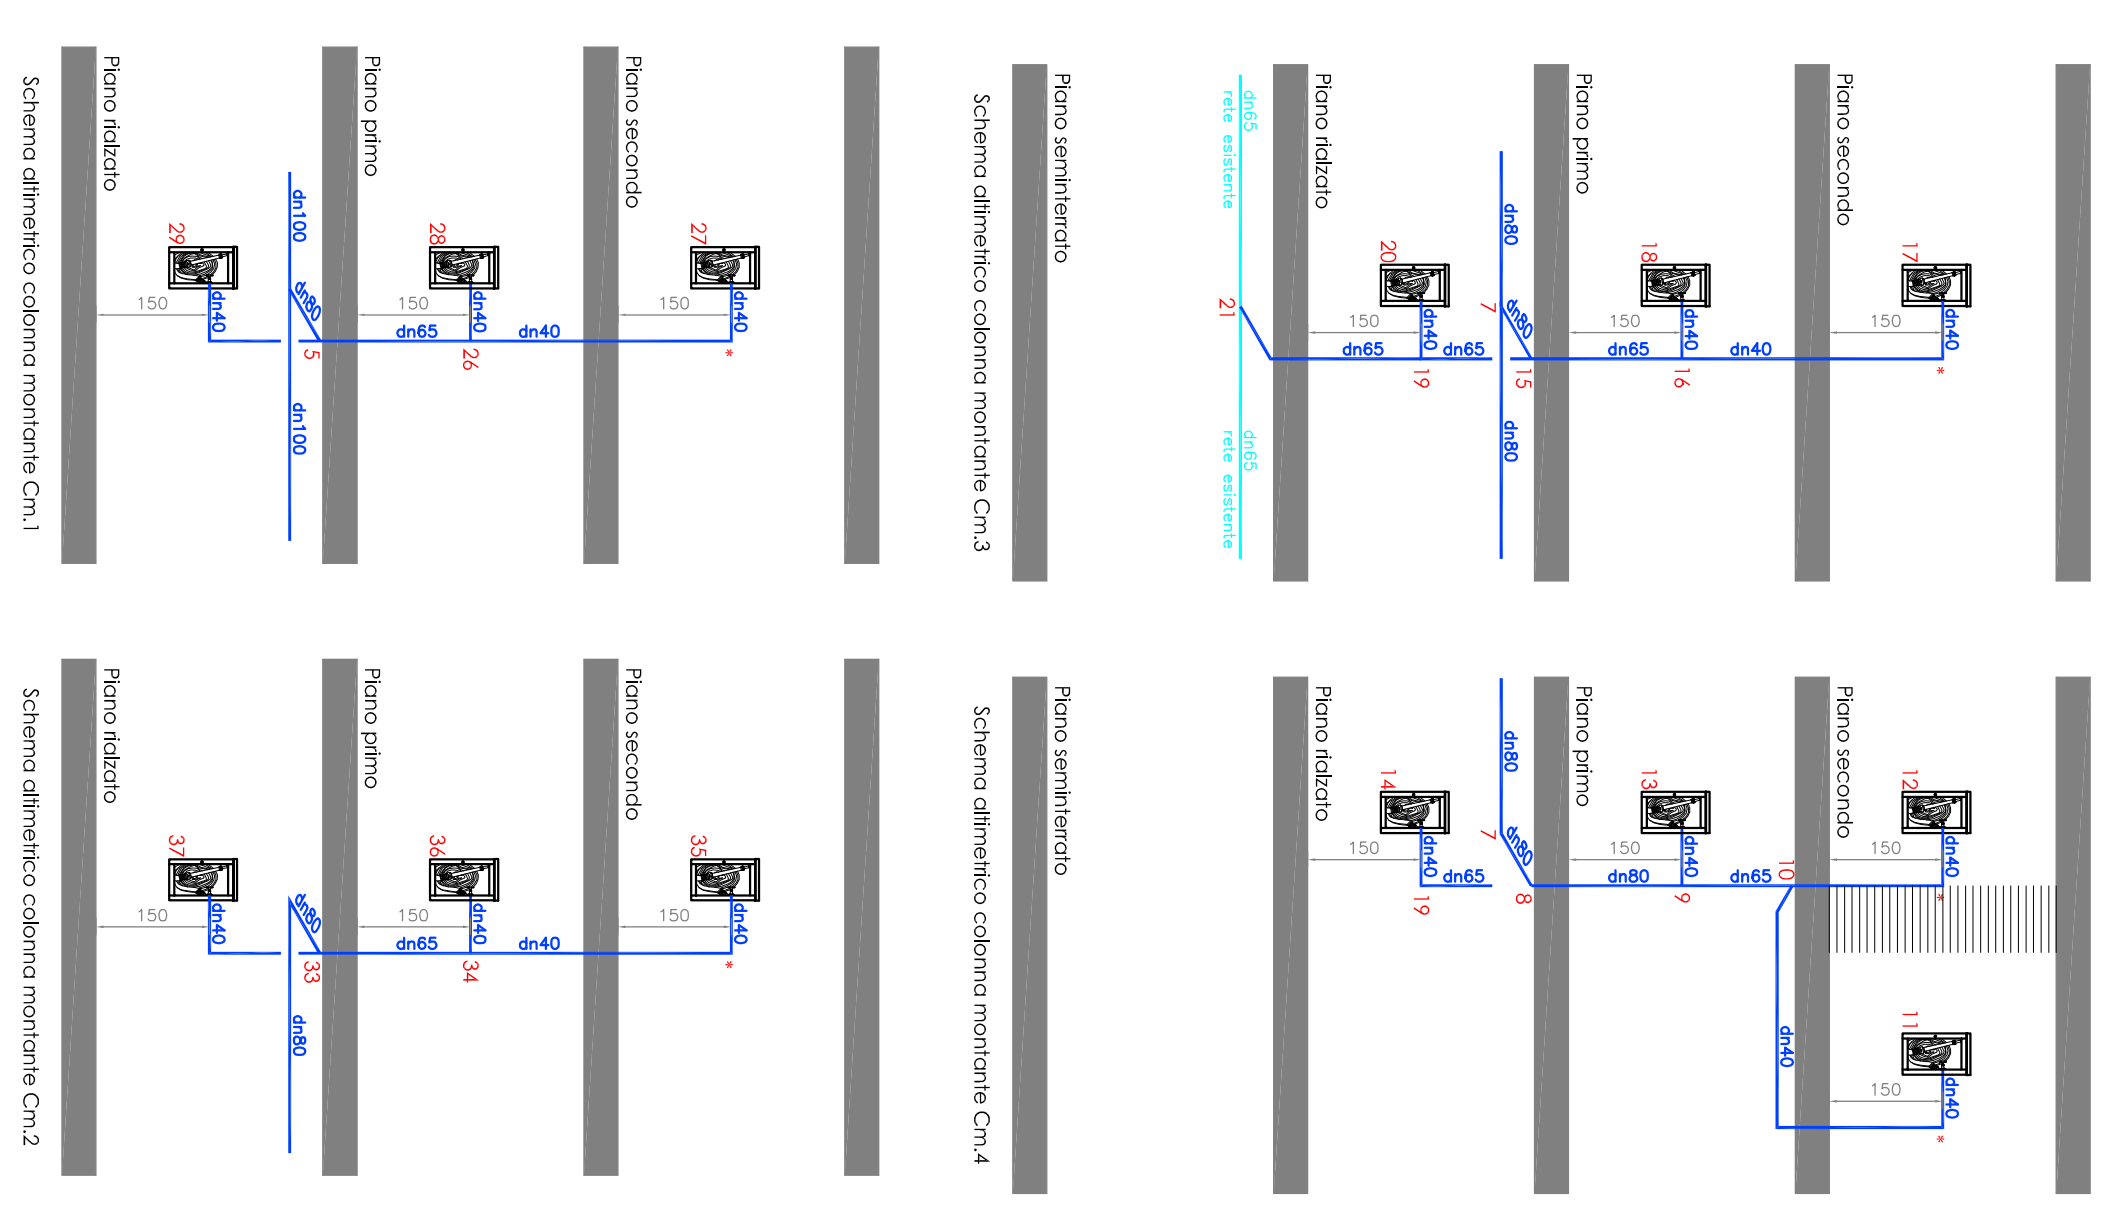 Piano secondo
27
dn40
150
*
dn40
Piano primo
28
dn40
150
26
dn65
5
dn80
dn100
dn100
Piano rialzato
29
dn40
150
Schema altimetrico colonna montante Cm.1
Piano secondo
17
dn40
150
*
dn40
Piano primo
18
dn40
150
16
dn65
15
dn80
7
dn80
dn80
Piano rialzato
20
dn40
150
dn65
19
dn65
21
dn65
rete esistente
dn65
rete esistente
Piano seminterrato
Schema altimetrico colonna montante Cm.3
Piano secondo
35
dn40
150
*
dn40
Piano primo
36
dn40
150
34
dn65
33
dn80
dn80
Piano rialzato
37
dn40
150
Schema altimetrico colonna montante Cm.2
Piano secondo
12
dn40
150
*
11
dn40
150
*
10
dn40
dn65
Piano primo
13
dn40
150
9
dn80
8
dn80
7
dn80
Piano rialzato
14
dn40
150
dn65
19
Piano seminterrato
Schema altimetrico colonna montante Cm.4